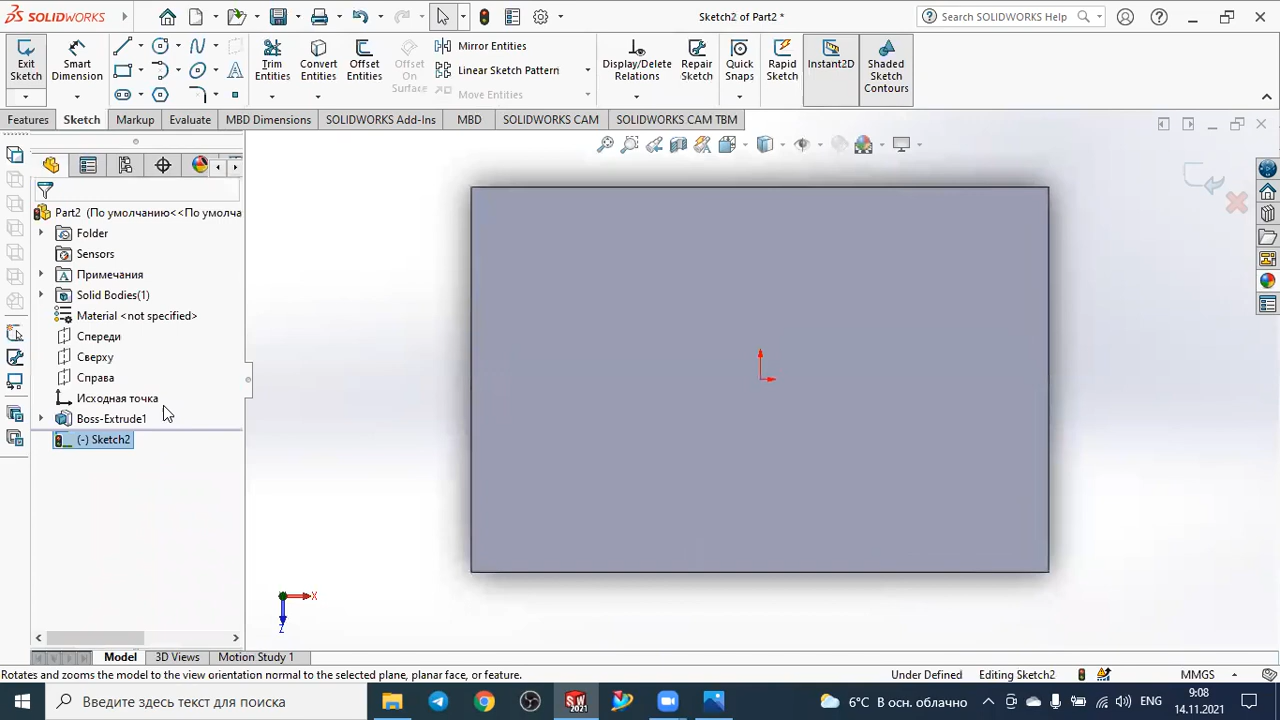 SOLIDWORKS
Sketch2 of Part2 *
Search SOLIDWORKS Help
Exit Sketch
Smart Dimension
Trim Entities
Convert Entities
Offset Entities
Offset On Surface
Mirror Entities
Linear Sketch Pattern
Move Entities
Display/Delete Relations
Repair Sketch
Quick Snaps
Rapid Sketch
Instant2D
Shaded Sketch Contours
Features
Sketch
Markup
Evaluate
MBD Dimensions
SOLIDWORKS Add-Ins
MBD
SOLIDWORKS CAM
SOLIDWORKS CAM TBM
Part2 (По умолчанию<<По умолча
Folder
Sensors
Примечания
Solid Bodies(1)
Material <not specified>
Спереди
Сверху
Справа
Исходная точка
Boss-Extrude1
(-) Sketch2
X
Z
Model
3D Views
Motion Study 1
Rotates and zooms the model to the view orientation normal to the selected plane, planar face, or feature.
Under Defined
Editing Sketch2
MMGS
Введите здесь текст для поиска
SW
2021
6°C В осн. облачно
ENG
9:08
14.11.2021